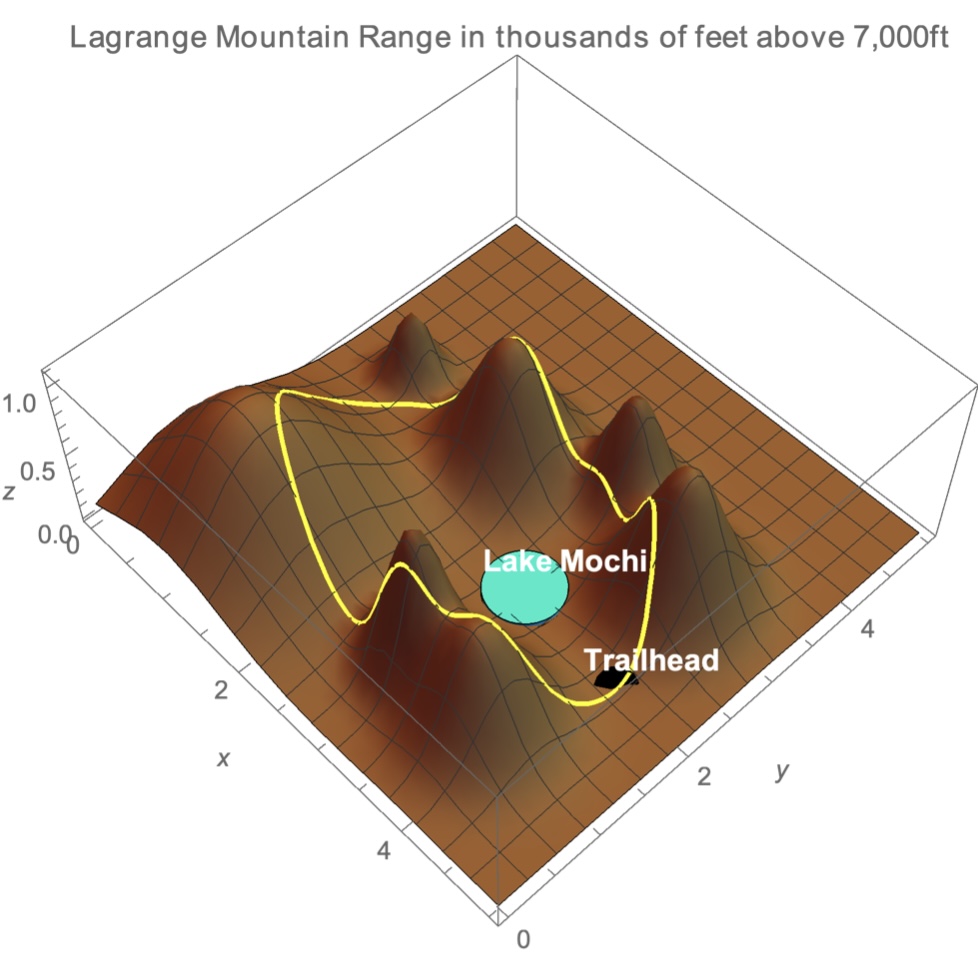 Lagrange Mountain Range in thousands of feet above 7,000ft
1.0
0.5
z
0.0
0
Lake Mochi
Trailhead
4
2
x
2
y
4
0